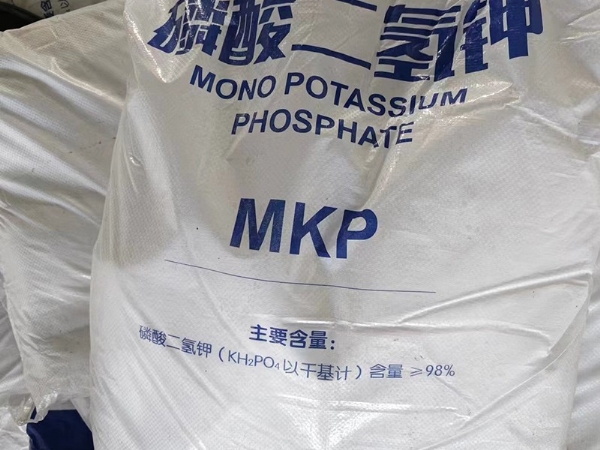 磷酸二氢钾
MONO POTASSIUM
PHOSPHATE
MKP
主要含量：
磷酸二氢钾（KH₂PO₄以干基计）含量 ≥98%